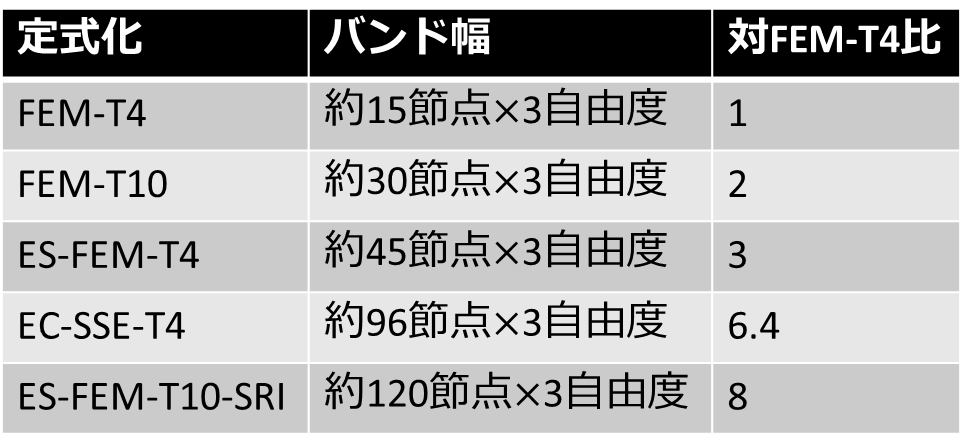 定式化 バンド幅 対FEM-T4比
FEM-T4 約15節点×3自由度 1
FEM-T10 約30節点×3自由度 2
ES-FEM-T4 約45節点×3自由度 3
EC-SSE-T4 約96節点×3自由度 6.4
ES-FEM-T10-SRI 約120節点×3自由度 8